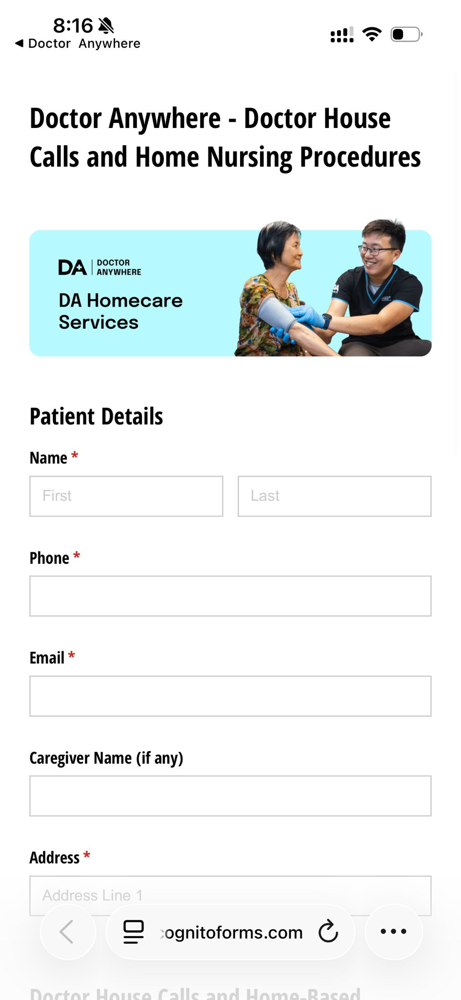 8:16
◀ Doctor Anywhere
Doctor Anywhere - Doctor House
Calls and Home Nursing Procedures
DA | DOCTOR
ANYWHERE
DA Homecare
Services
DA
Patient Details
Name *
First
Last
Phone *
Email *
Caregiver Name (if any)
Address *
Address Line 1
cognitoforms.com
Doctor House Calls and Home-Based